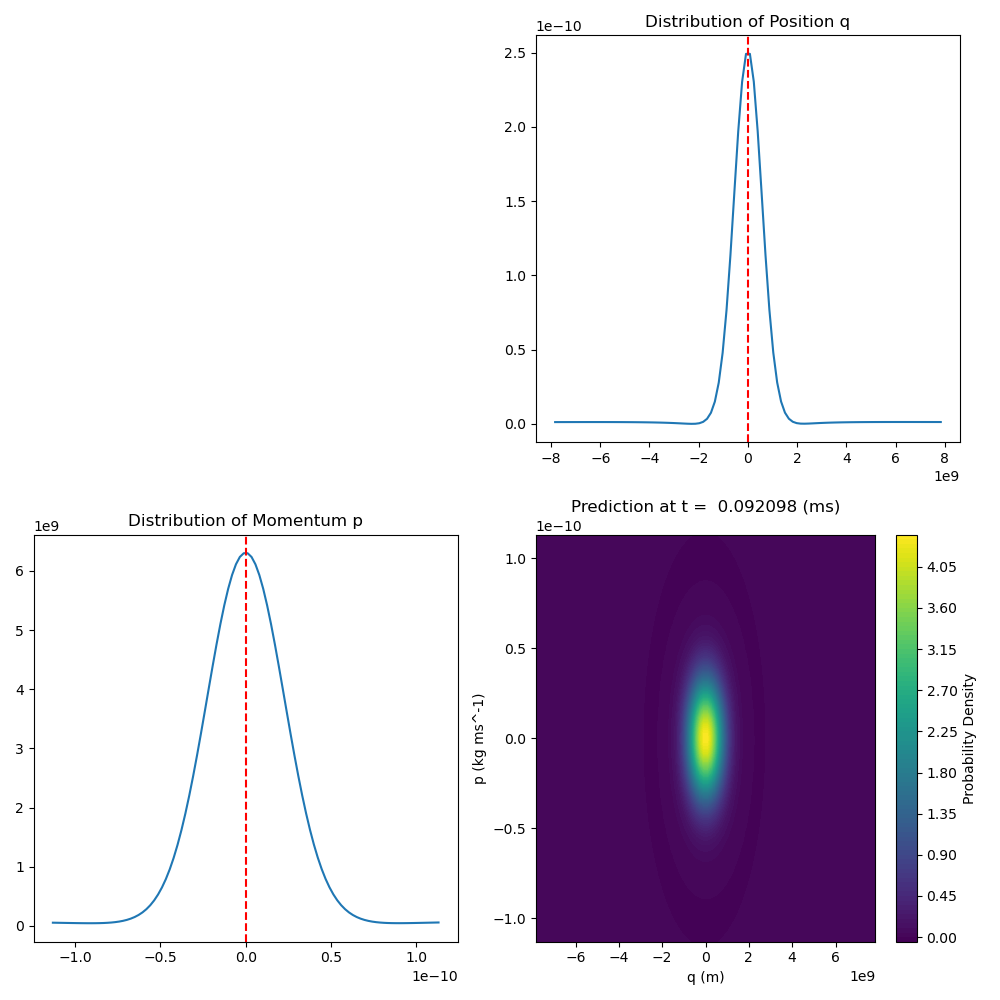 Distribution of Position q
1e−10
2.5
2.0
1.5
1.0
0.5
0.0
−8 −6 −4 −2 0 2 4 6 8
1e9
Distribution of Momentum p
1e9
6
5
4
3
2
1
0
−1.0 −0.5 0.0 0.5 1.0
1e−10
Prediction at t =  0.092098 (ms)
1e−10
1.0
0.5
0.0
−0.5
−1.0
p (kg ms^-1)
−6 −4 −2 0 2 4 6
1e9
q (m)
4.05
3.60
3.15
2.70
2.25
1.80
1.35
0.90
0.45
0.00
Probability Density